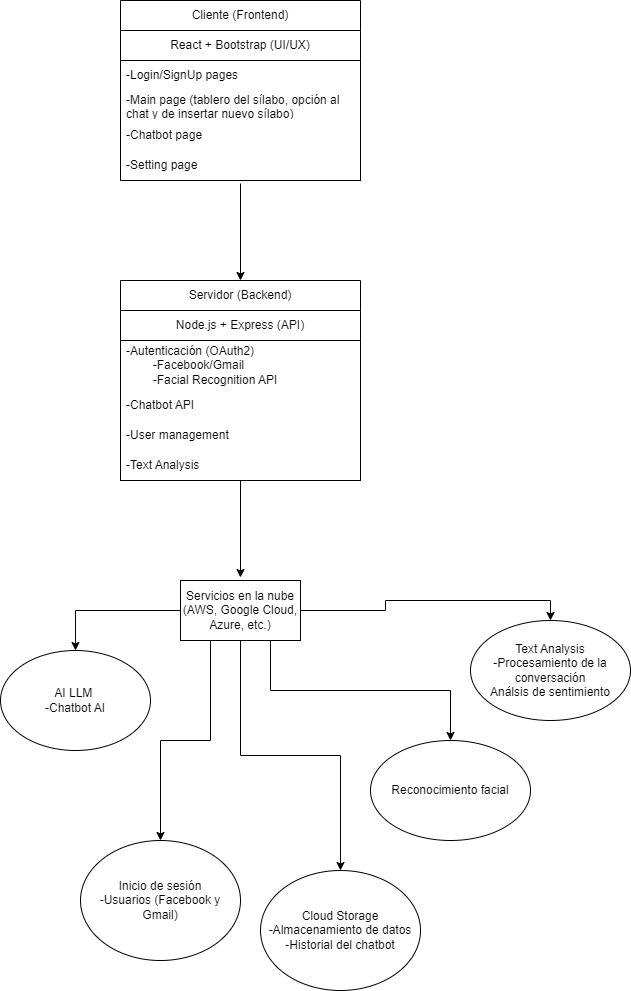 Cliente (Frontend)
React + Bootstrap (UI/UX)
-Login/SignUp pages
-Main page (tablero del sílabo, opción al
chat y de insertar nuevo sílabo)
-Chatbot page
-Setting page
Servidor (Backend)
Node.js + Express (API)
-Autenticación (OAuth2)
-Facebook/Gmail
-Facial Recognition API
-Chatbot API
-User management
-Text Analysis
Servicios en la nube
(AWS, Google Cloud,
Azure, etc.)
Text Analysis
-Procesamiento de la
conversación
Análsis de sentimiento
AI LLM
-Chatbot AI
Reconocimiento facial
Inicio de sesión
-Usuarios (Facebook y
Gmail)
Cloud Storage
-Almacenamiento de datos
-Historial del chatbot